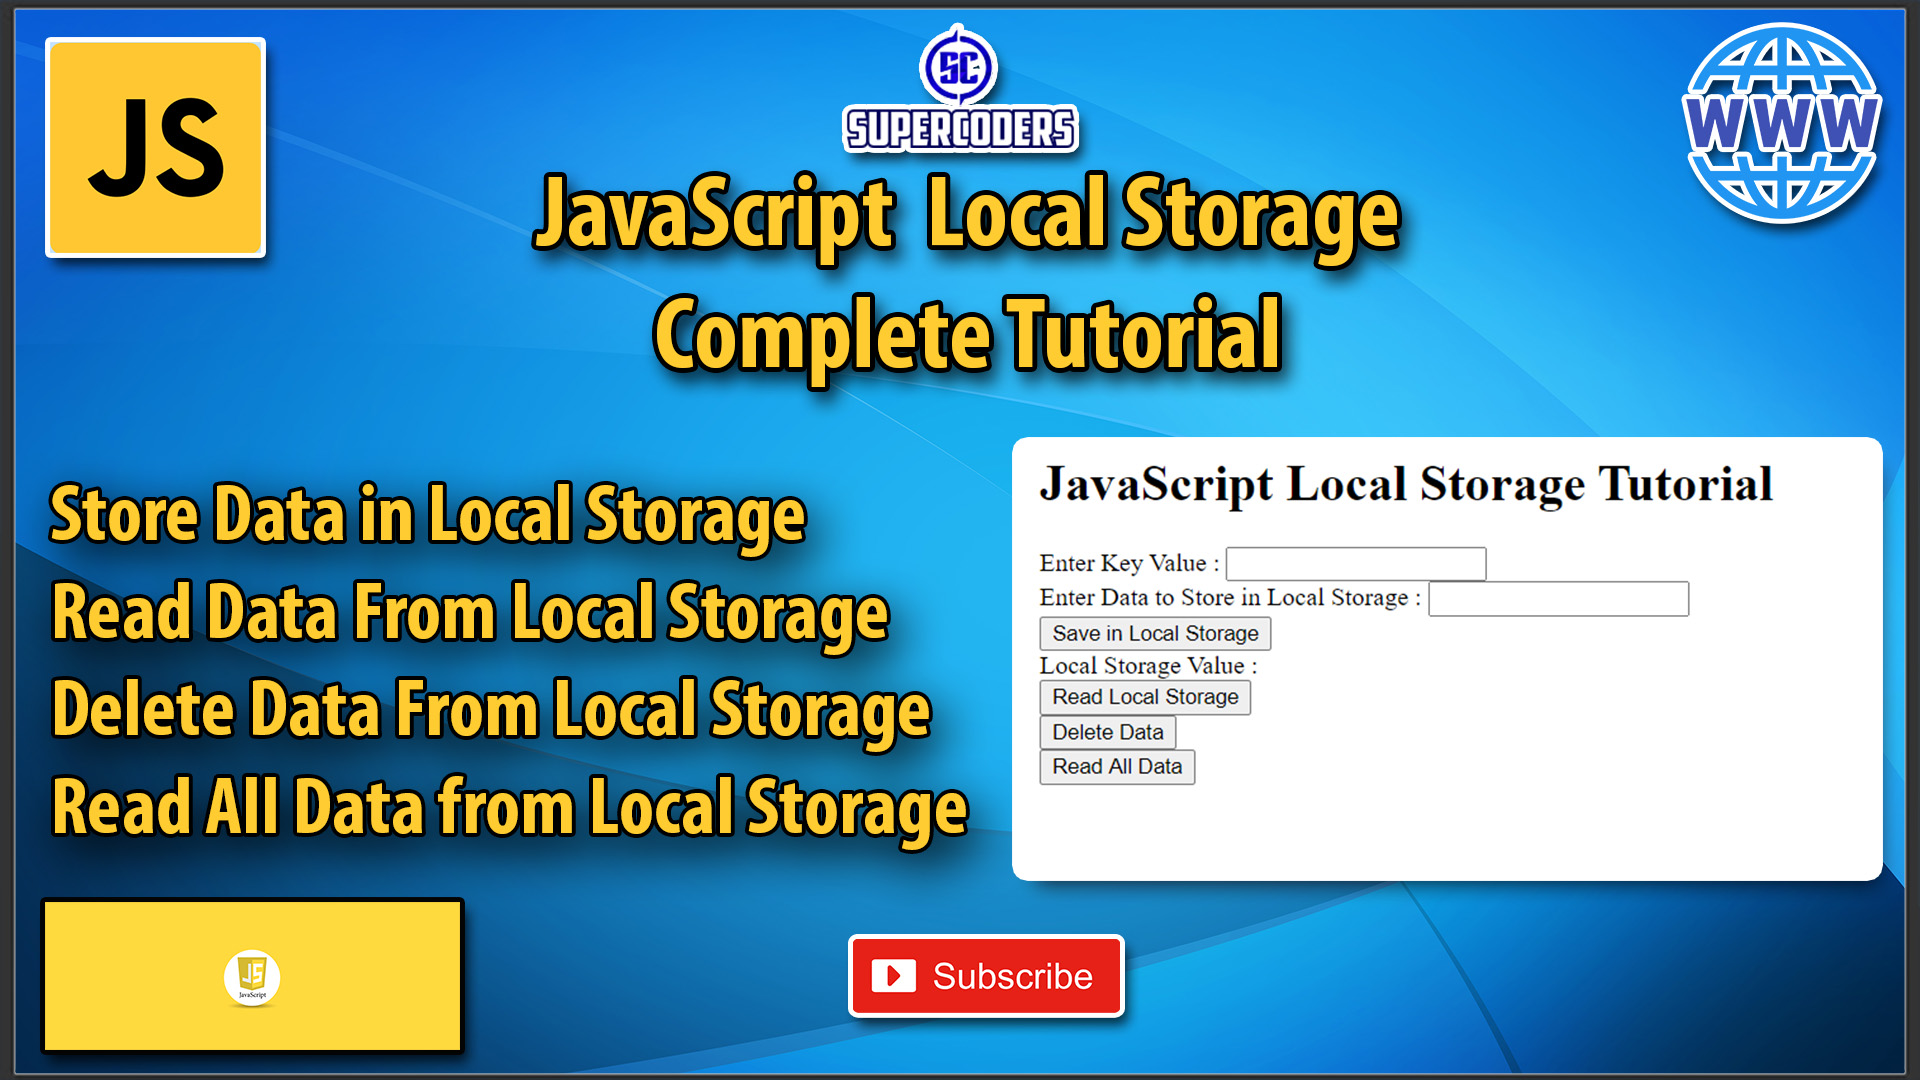 JS
SC
SUPERCODERS
WWW
JavaScript Local Storage
Complete Tutorial
Store Data in Local Storage
Read Data From Local Storage
Delete Data From Local Storage
Read All Data from Local Storage
JavaScript Local Storage Tutorial
Enter Key Value :
Enter Data to Store in Local Storage :
Save in Local Storage
Local Storage Value :
Read Local Storage
Delete Data
Read All Data
JS
JavaScript
Subscribe